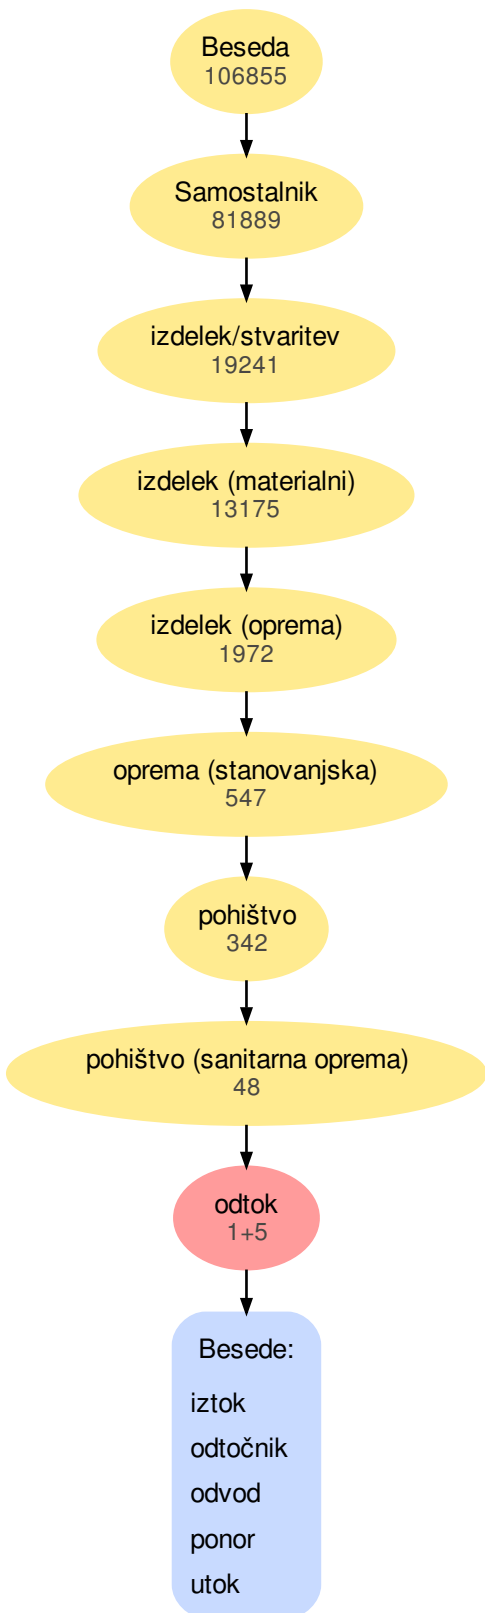 Beseda
106855
Samostalnik
81889
izdelek/stvaritev
19241
izdelek (materialni)
13175
izdelek (oprema)
1972
oprema (stanovanjska)
547
pohištvo
342
pohištvo (sanitarna oprema)
48
odtok
1+5
Besede:
iztok
odtočnik
odvod
ponor
utok